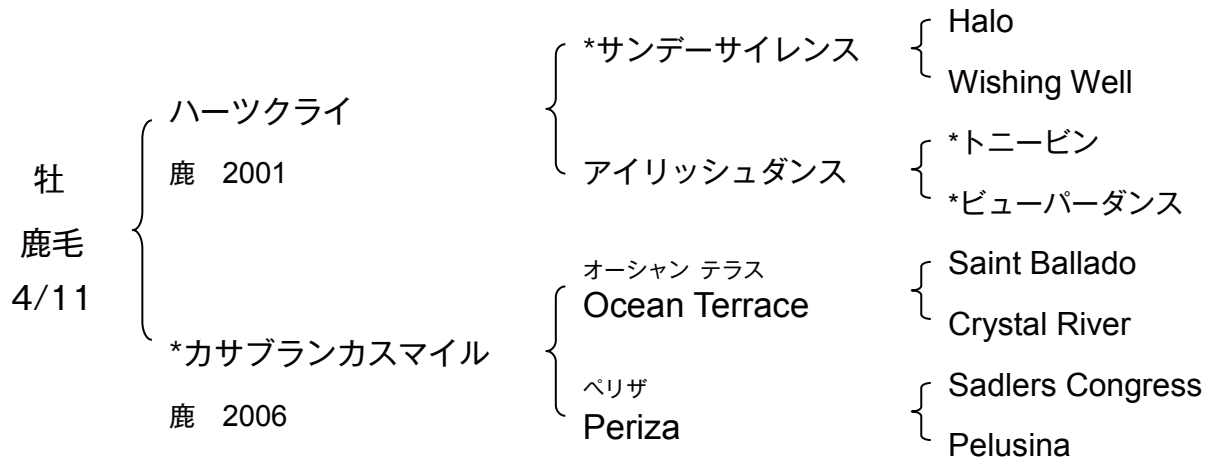 牡
鹿毛
4/11
ハーツクライ
鹿 2001
*カサブランカスマイル
鹿 2006
*サンデーサイレンス
アイリッシュダンス
オーシャン テラス
Ocean Terrace
ペリザ
Periza
Halo
Wishing Well
*トニービン
*ビューパーダンス
Saint Ballado
Crystal River
Sadlers Congress
Pelusina